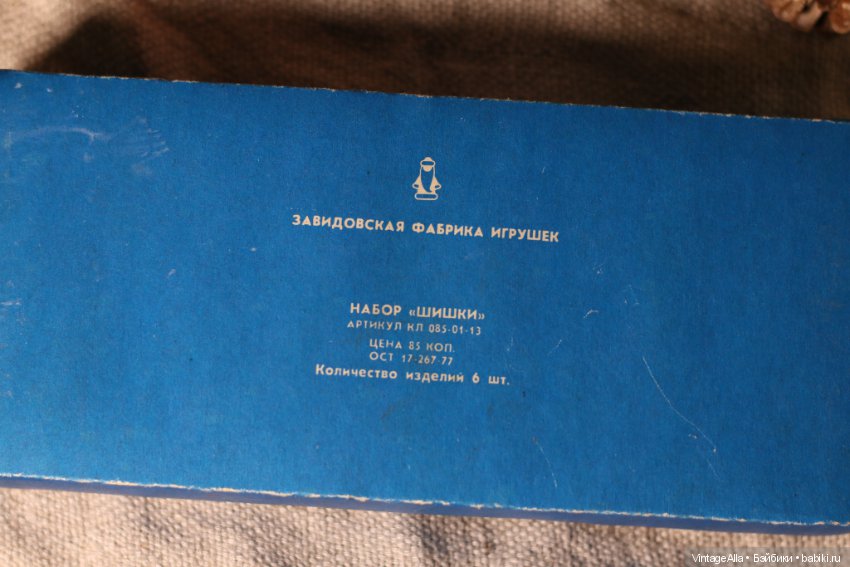 ЗАВИДОВСКАЯ ФАБРИКА ИГРУШЕК
НАБОР «ШИШКИ»
АРТИКУЛ КЛ 085-01-13
ЦЕНА 85 КОП.
ОСТ 17-267-77
Количество изделий 6 шт.
VintageAlla • Бэйбики • babiki.ru